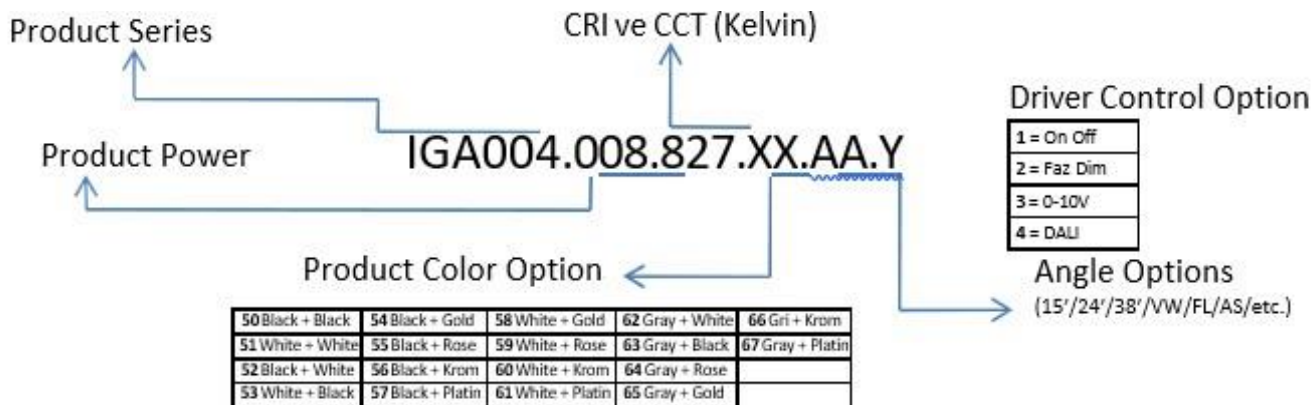 Product Series
CRI ve CCT (Kelvin)
Driver Control Option
1 = On Off
2 = Faz Dim
3 = 0-10V
4 = DALI
Product Power
IGA004.008.827.XX.AA.Y
Product Color Option
Angle Options
(15'/24'/38'/VW/FL/AS/etc.)
50 Black + Black 54 Black + Gold 58 White + Gold 62 Gray + White 66 Gri + Krom
51 White + White 55 Black + Rose 59 White + Rose 63 Gray + Black 67 Gray + Platin
52 Black + White 56 Black + Krom 60 White + Krom 64 Gray + Rose
53 White + Black 57 Black + Platin 61 White + Platin 65 Gray + Gold